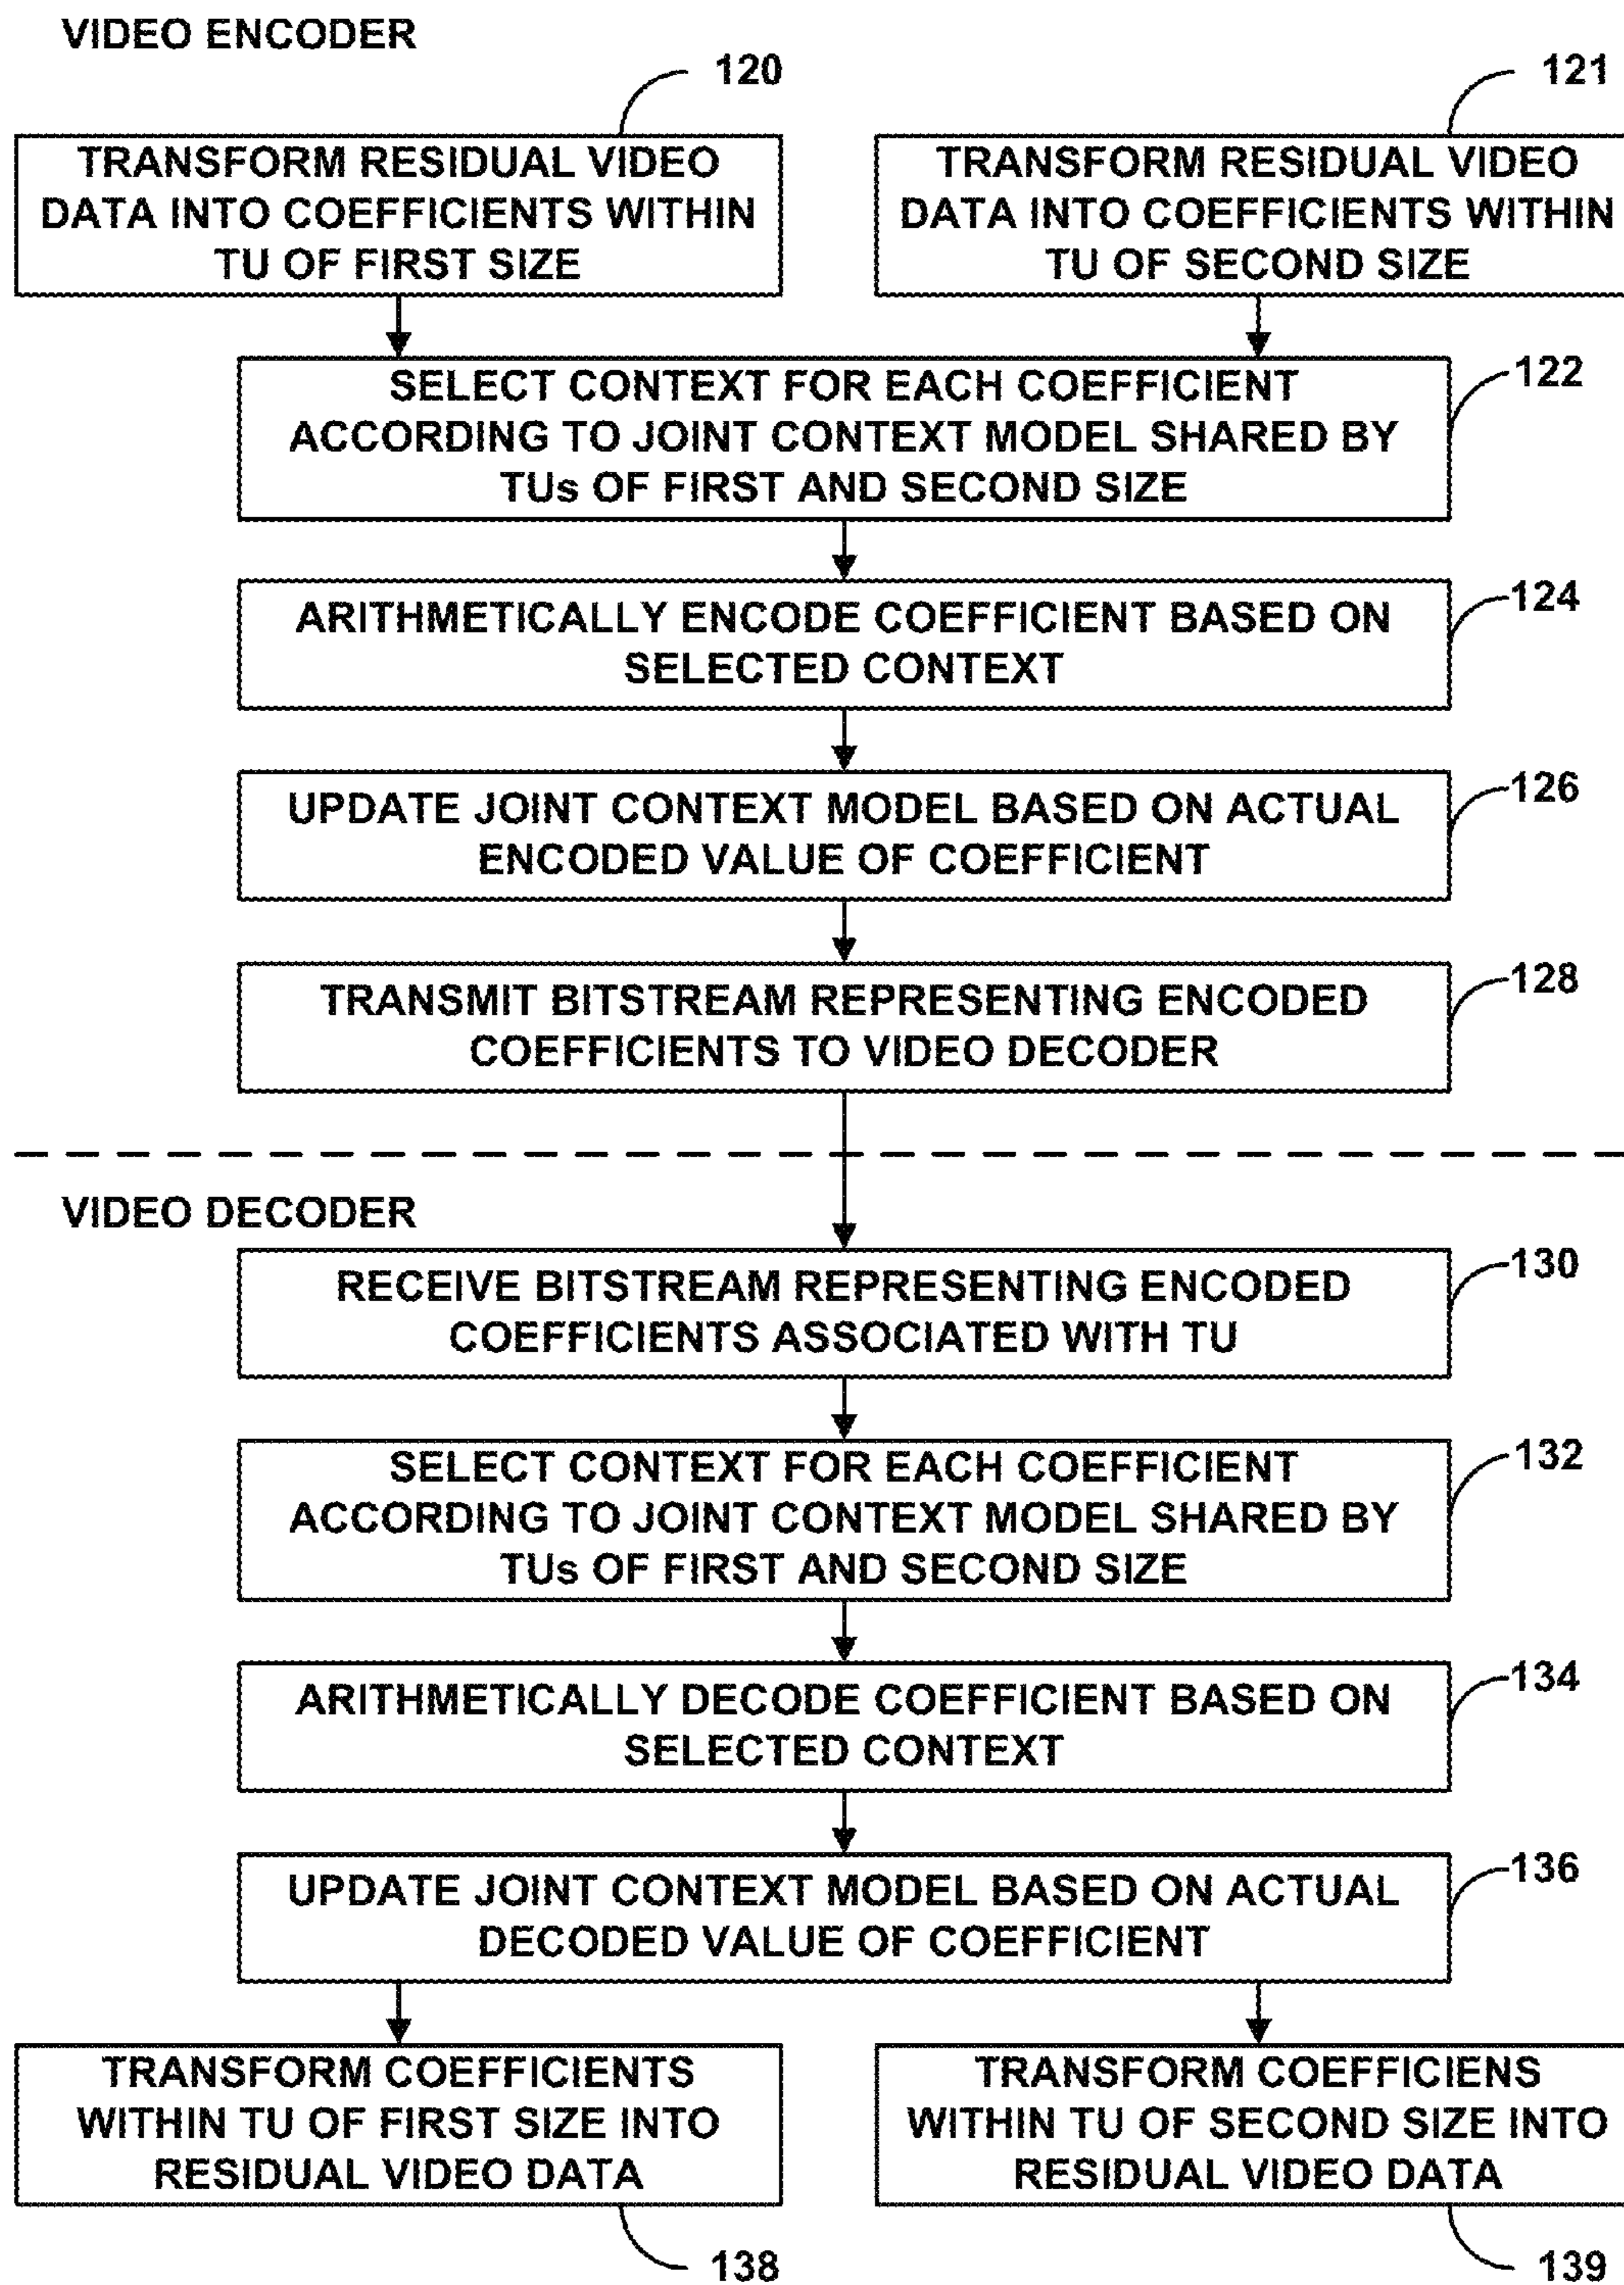 VIDEO ENCODER
120
121
TRANSFORM RESIDUAL VIDEO
DATA INTO COEFFICIENTS WITHIN
TU OF FIRST SIZE
TRANSFORM RESIDUAL VIDEO
DATA INTO COEFFICIENTS WITHIN
TU OF SECOND SIZE
122
SELECT CONTEXT FOR EACH COEFFICIENT
ACCORDING TO JOINT CONTEXT MODEL SHARED BY
TUs OF FIRST AND SECOND SIZE
124
ARITHMETICALLY ENCODE COEFFICIENT BASED ON
SELECTED CONTEXT
126
UPDATE JOINT CONTEXT MODEL BASED ON ACTUAL
ENCODED VALUE OF COEFFICIENT
128
TRANSMIT BITSTREAM REPRESENTING ENCODED
COEFFICIENTS TO VIDEO DECODER
VIDEO DECODER
130
RECEIVE BITSTREAM REPRESENTING ENCODED
COEFFICIENTS ASSOCIATED WITH TU
132
SELECT CONTEXT FOR EACH COEFFICIENT
ACCORDING TO JOINT CONTEXT MODEL SHARED BY
TUs OF FIRST AND SECOND SIZE
134
ARITHMETICALLY DECODE COEFFICIENT BASED ON
SELECTED CONTEXT
136
UPDATE JOINT CONTEXT MODEL BASED ON ACTUAL
DECODED VALUE OF COEFFICIENT
TRANSFORM COEFFICIENTS
WITHIN TU OF FIRST SIZE INTO
RESIDUAL VIDEO DATA
TRANSFORM COEFFICIENS
WITHIN TU OF SECOND SIZE INTO
RESIDUAL VIDEO DATA
138
139